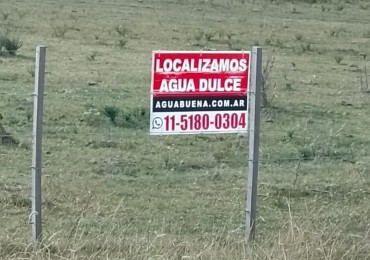 LOCALIZAMOS
AGUA DULCE
AGUABUENA.COM.AR
11-5180-0304